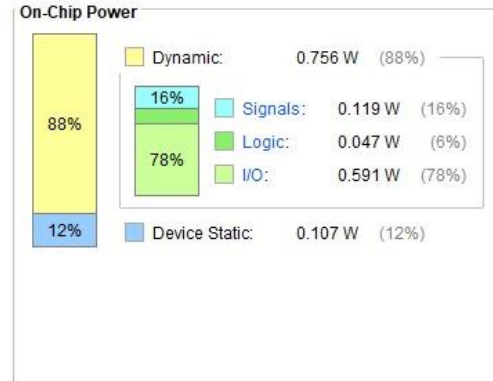 On-Chip Power
88%
12%
Dynamic: 0.756 W (88%)
16%
78%
Signals: 0.119 W (16%)
Logic: 0.047 W (6%)
I/O: 0.591 W (78%)
Device Static: 0.107 W (12%)